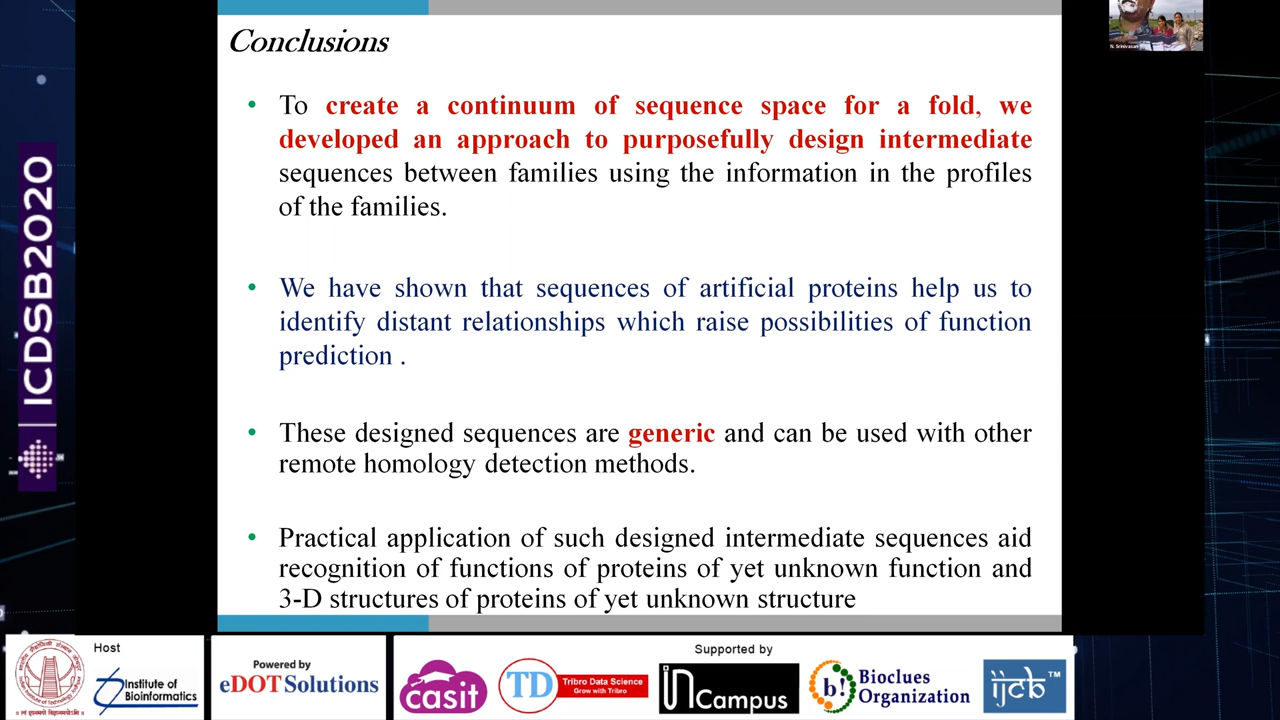 Conclusions
N. Srinivasan
• To create a continuum of sequence space for a fold, we
developed an approach to purposefully design intermediate
sequences between families using the information in the profiles
of the families.
• We have shown that sequences of artificial proteins help us to
identify distant relationships which raise possibilities of function
prediction .
• These designed sequences are generic and can be used with other
remote homology detection methods.
• Practical application of such designed intermediate sequences aid
recognition of functions of proteins of yet unknown function and
3-D structures of proteins of yet unknown structure
ICDSB2020
Host
Institute of
Bioinformatics
Powered by
eDOT Solutions
Supported by
casit
TD
Tribro Data Science
Grow with Tribro
inCampus
b!
Bioclues
Organization
ijcb™